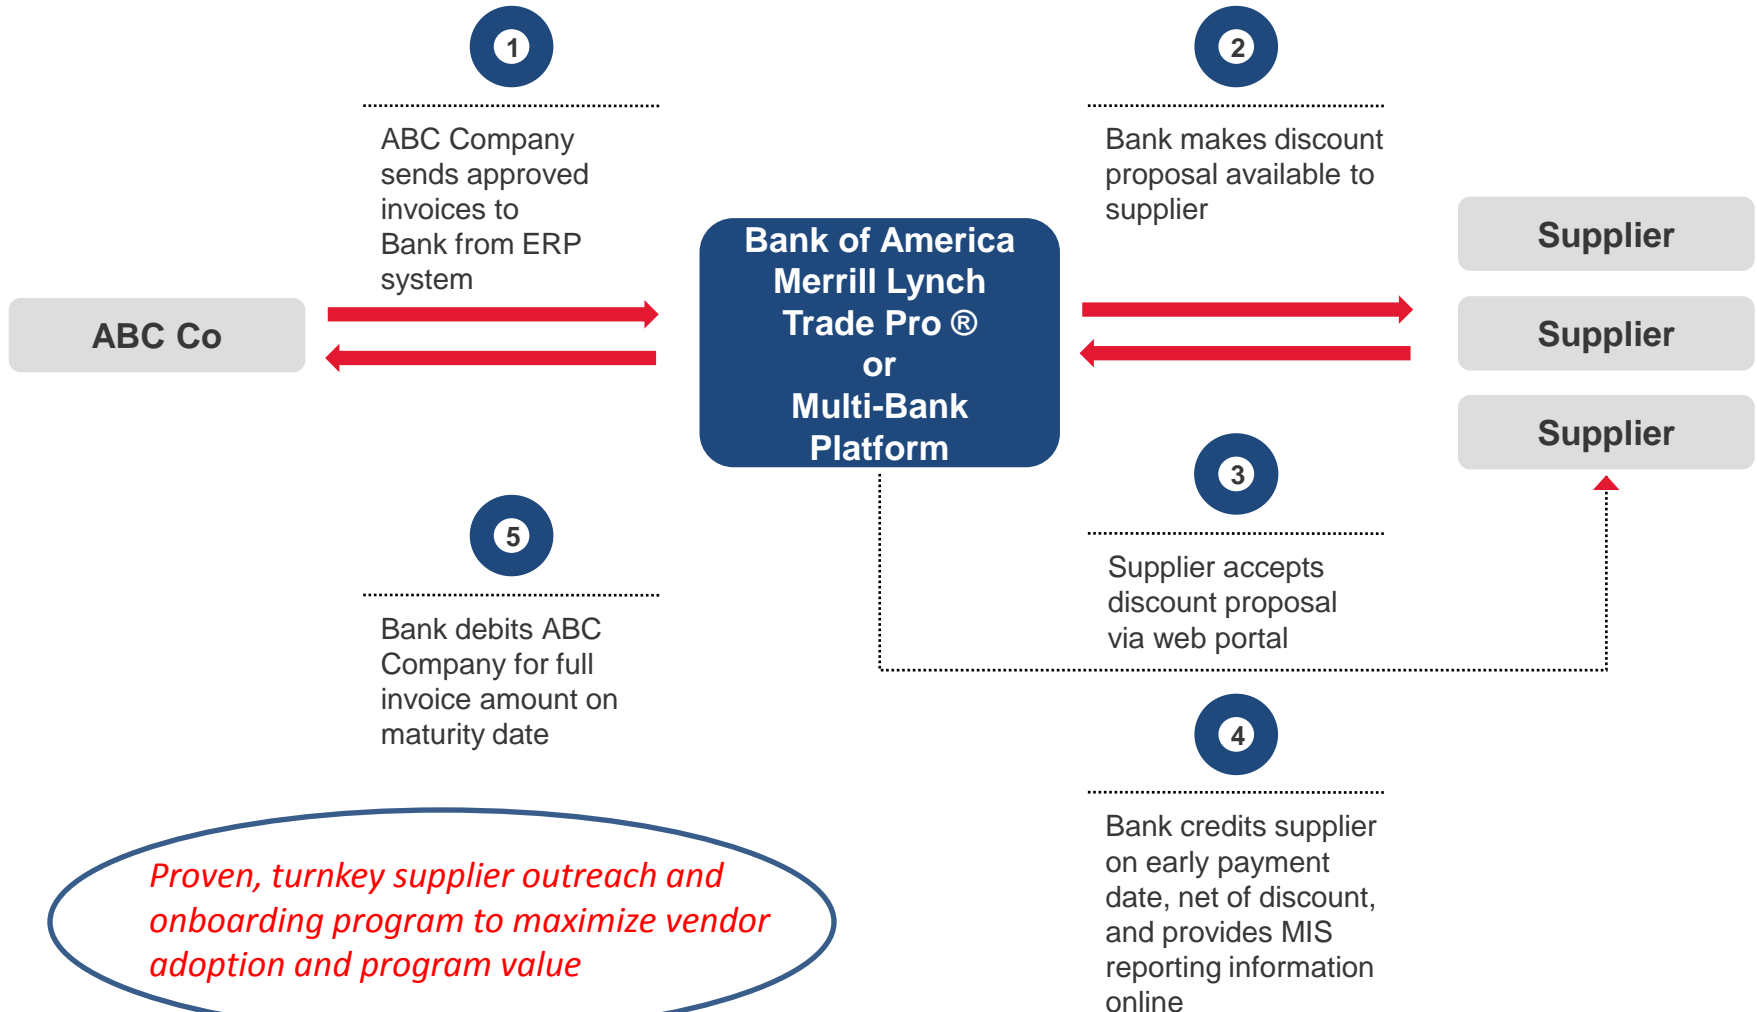 1
ABC Company
sends approved
invoices to
Bank from ERP
system
2
Bank makes discount
proposal available to
supplier
ABC Co
Bank of America
Merrill Lynch
Trade Pro ®
or
Multi-Bank
Platform
Supplier
Supplier
Supplier
3
Supplier accepts
discount proposal
via web portal
4
Bank credits supplier
on early payment
date, net of discount,
and provides MIS
reporting information
online
5
Bank debits ABC
Company for full
invoice amount on
maturity date
Proven, turnkey supplier outreach and
onboarding program to maximize vendor
adoption and program value